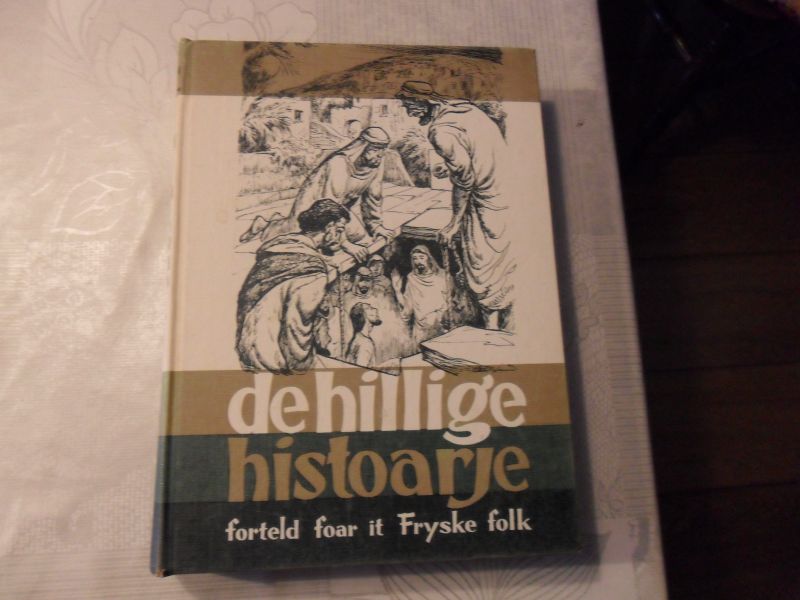 de hillige
histoarje
forteld foar it Fryske folk